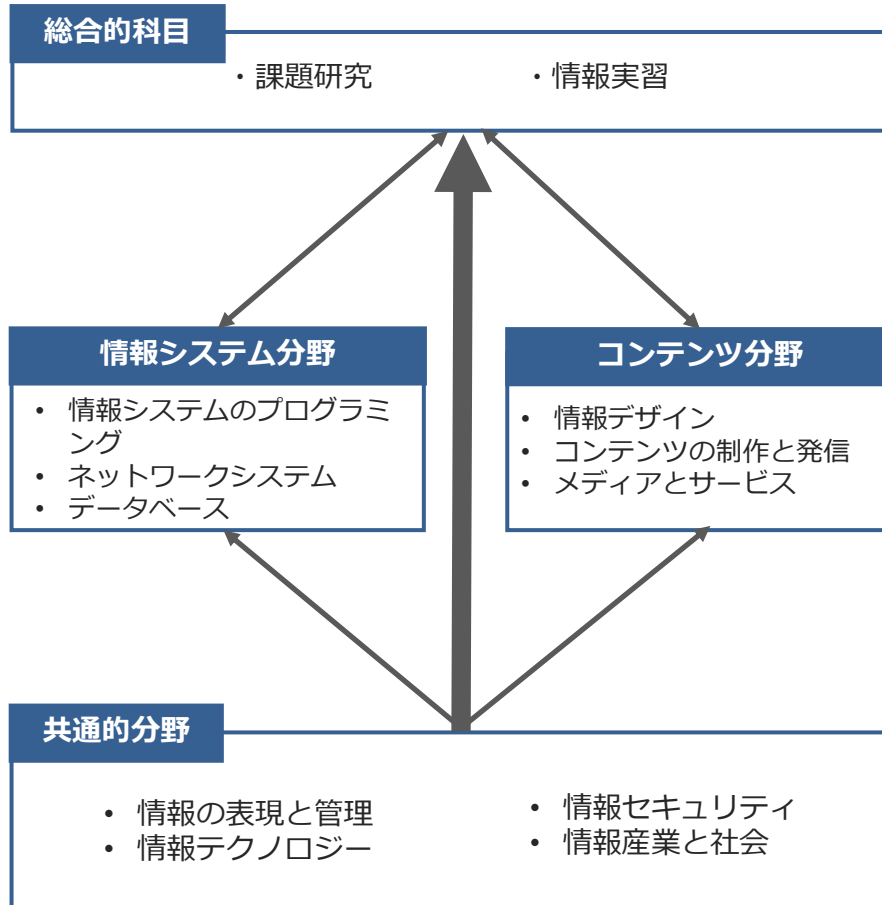 総合的科目
・課題研究
・情報実習
情報システム分野
• 情報システムのプログラミ
ング
• ネットワークシステム
• データベース
コンテンツ分野
• 情報デザイン
• コンテンツの制作と発信
• メディアとサービス
共通的分野
• 情報の表現と管理
• 情報テクノロジー
• 情報セキュリティ
• 情報産業と社会